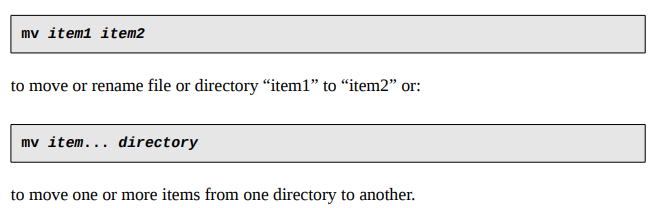 mv item1 item2
to move or rename file or directory “item1” to “item2” or:
mv item... directory
to move one or more items from one directory to another.